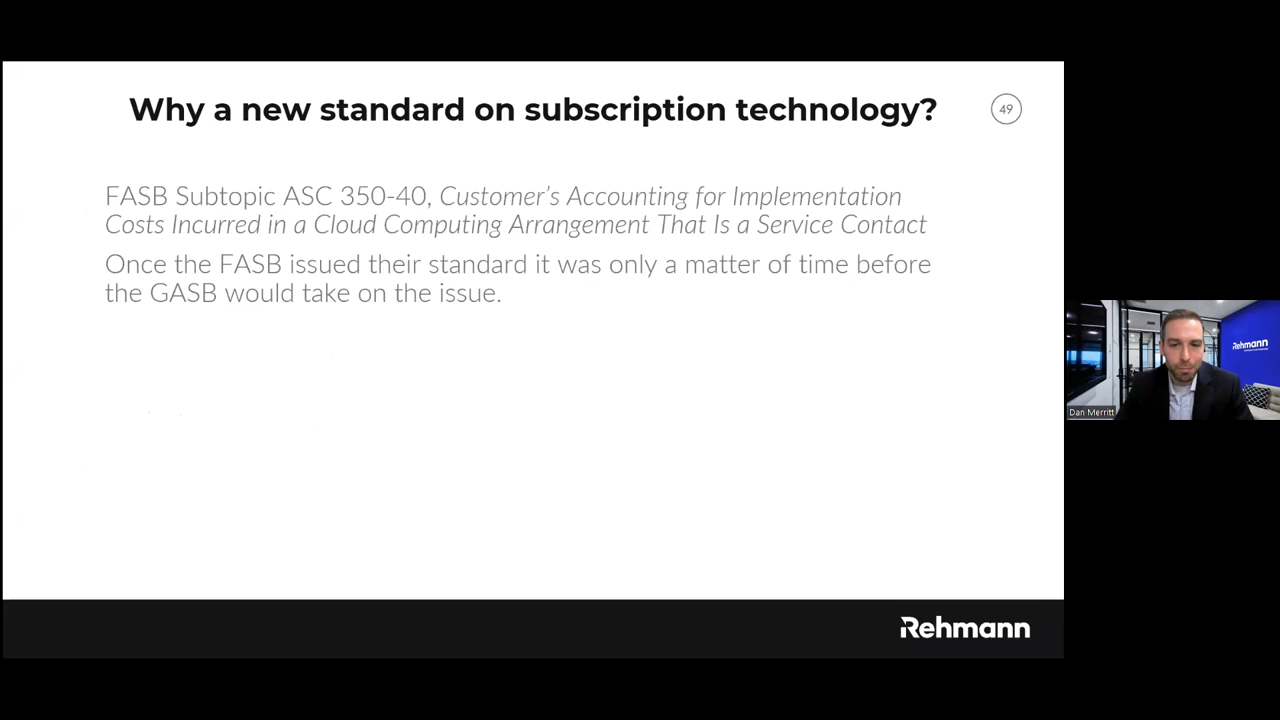 Why a new standard on subscription technology?
49
FASB Subtopic ASC 350-40, Customer's Accounting for Implementation
Costs Incurred in a Cloud Computing Arrangement That Is a Service Contact
Once the FASB issued their standard it was only a matter of time before
the GASB would take on the issue.
Rehmann
Dan Merritt
Rehmann